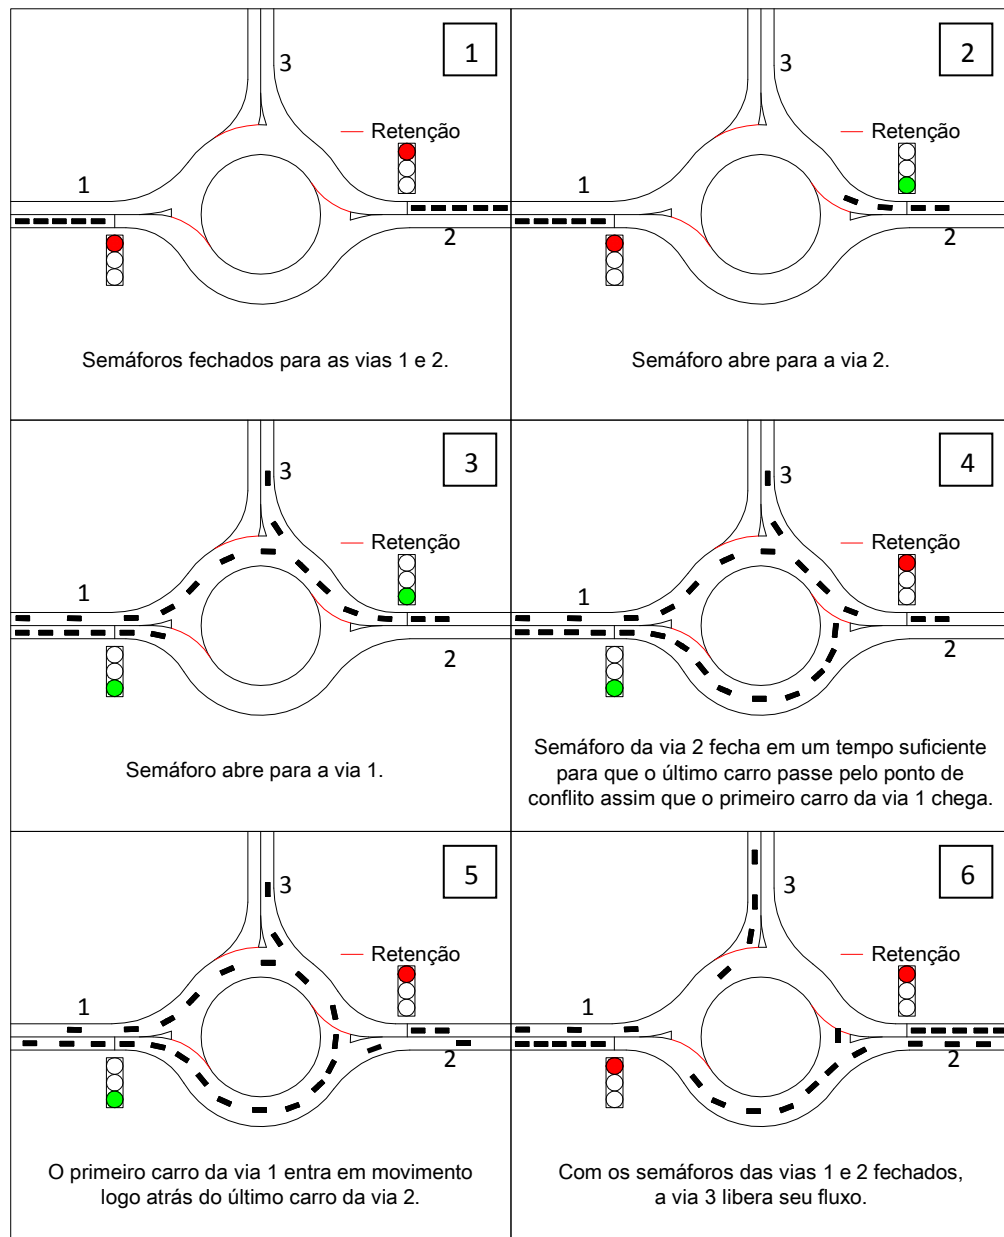 1
3
Retenção
1
2
Semáforos fechados para as vias 1 e 2.
2
3
Retenção
1
2
Semáforo abre para a via 2.
3
3
Retenção
1
2
Semáforo abre para a via 1.
4
3
Retenção
1
2
Semáforo da via 2 fecha em um tempo suficiente
para que o último carro passe pelo ponto de
conflito assim que o primeiro carro da via 1 chega.
5
3
Retenção
1
2
O primeiro carro da via 1 entra em movimento
logo atrás do último carro da via 2.
6
3
Retenção
1
2
Com os semáforos das vias 1 e 2 fechados,
a via 3 libera seu fluxo.